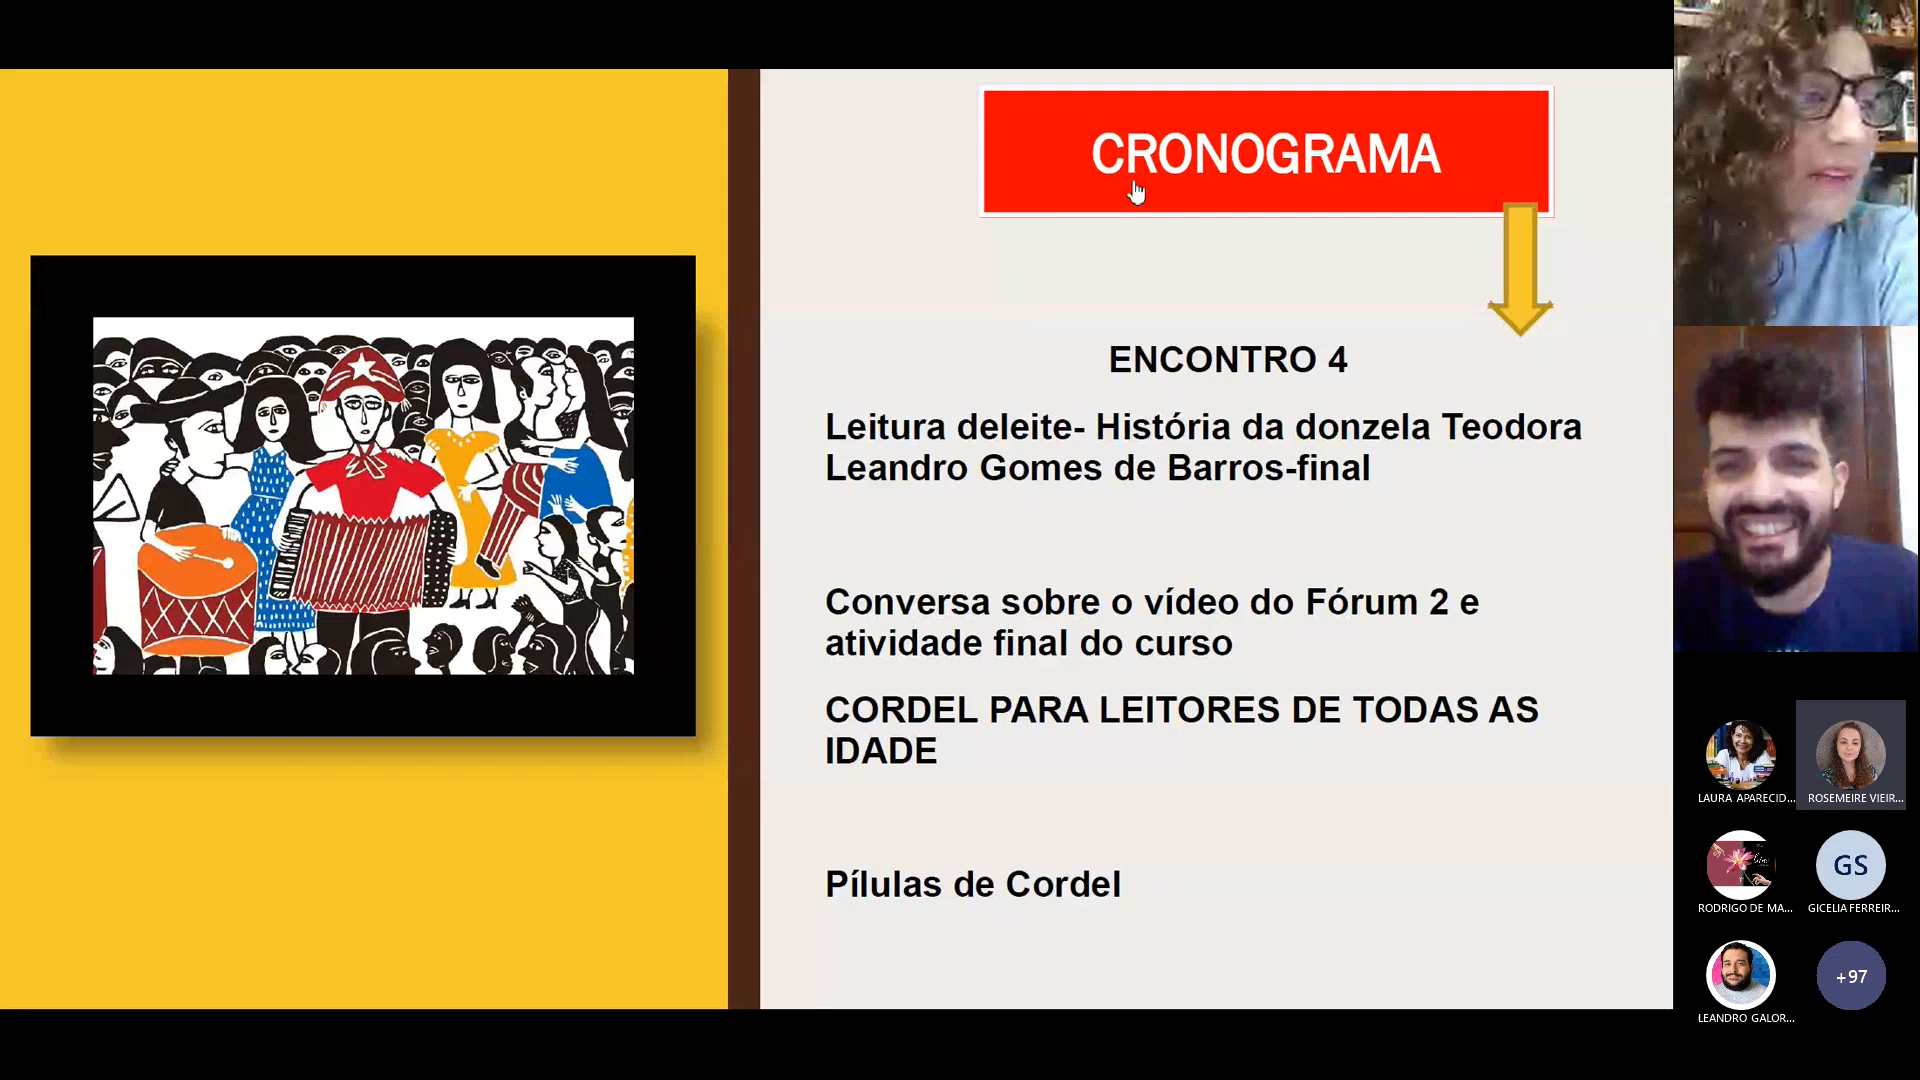 CRONOGRAMA
ENCONTRO 4
Leitura deleite- História da donzela Teodora
Leandro Gomes de Barros-final
Conversa sobre o vídeo do Fórum 2 e
atividade final do curso
CORDEL PARA LEITORES DE TODAS AS
IDADE
Pílulas de Cordel
LAURA APARECID...
ROSEMEIRE VIEIR...
RODRIGO DE MA...
GS
GICELIA FERREIR...
LEANDRO GALOR...
+97